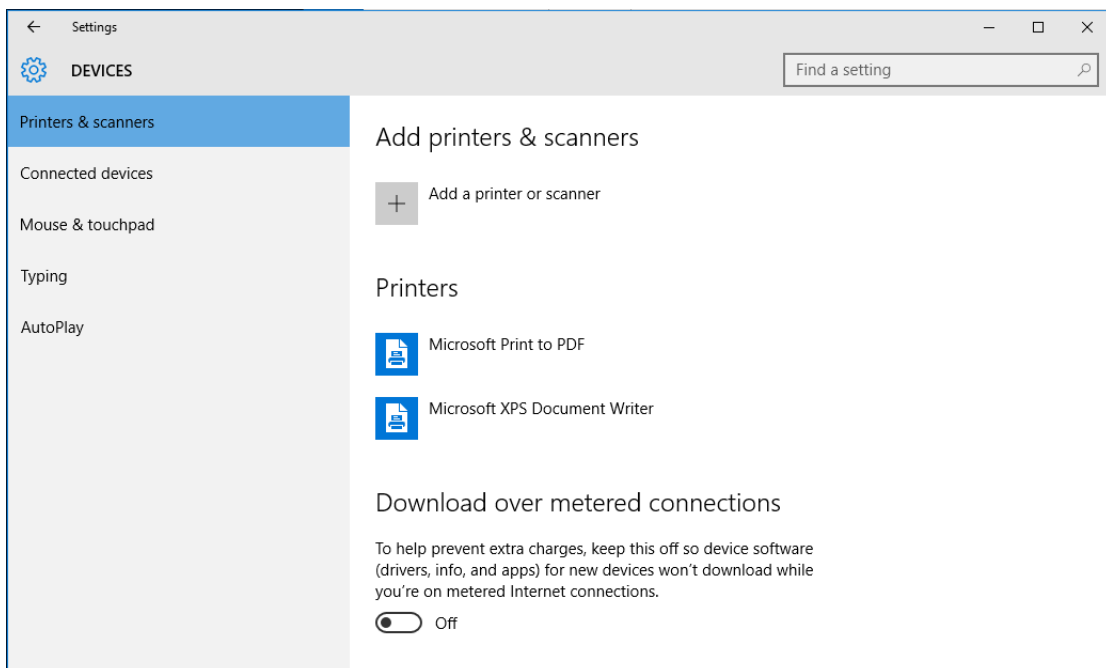 Settings
DEVICES
Find a setting
Printers & scanners
Connected devices
Mouse & touchpad
Typing
AutoPlay
Add printers & scanners
Add a printer or scanner
Printers
Microsoft Print to PDF
Microsoft XPS Document Writer
Download over metered connections
To help prevent extra charges, keep this off so device software
(drivers, info, and apps) for new devices won't download while
you're on metered Internet connections.
Off